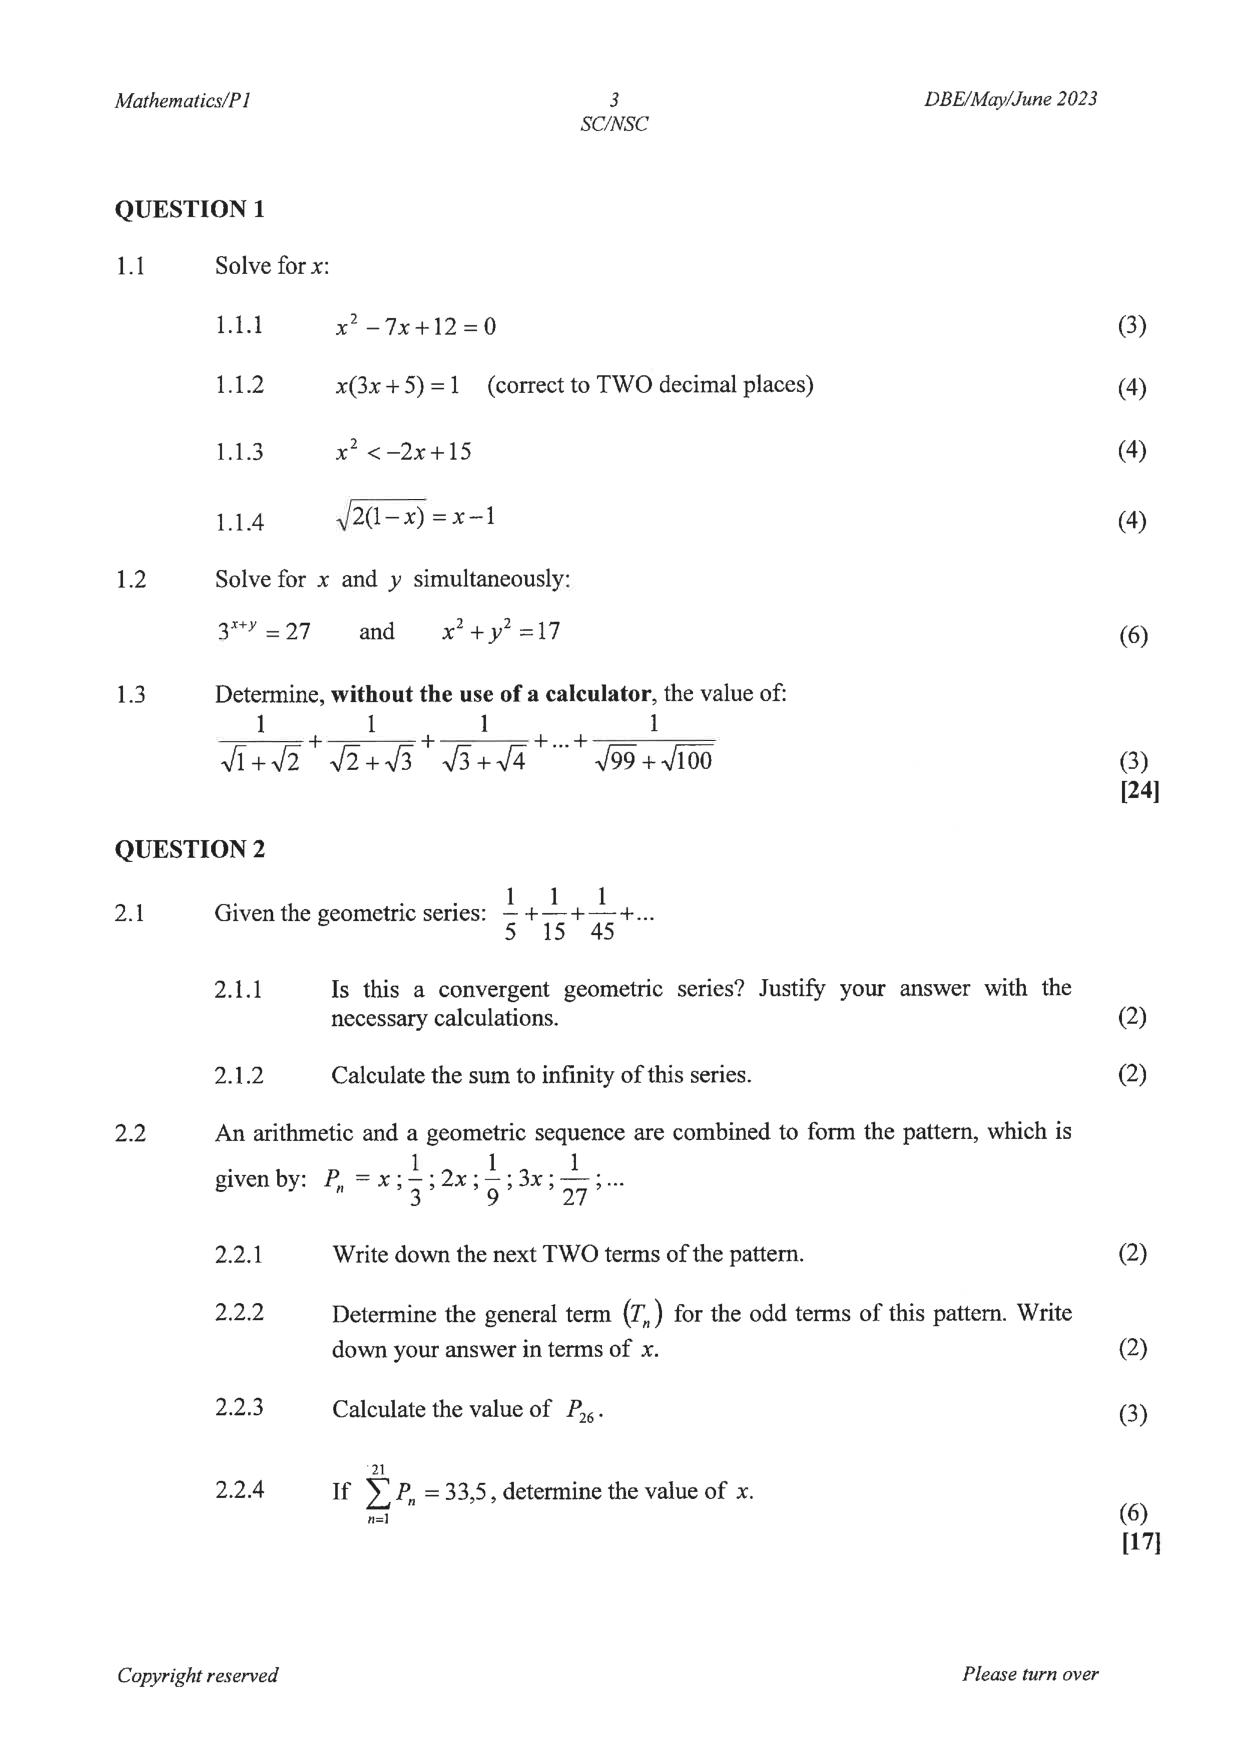 Mathematics/P1 3 DBE/May/June 2023
SC/NSC
QUESTION 1
1.1 Solve for x:
1.1.1 x² − 7x + 12 = 0 (3)
1.1.2 x(3x + 5) = 1 (correct to TWO decimal places) (4)
1.1.3 x² < −2x + 15 (4)
1.1.4 √(2(1 − x)) = x − 1 (4)
1.2 Solve for x and y simultaneously:
3^(x+y) = 27 and x² + y² = 17 (6)
1.3 Determine, without the use of a calculator, the value of:
1/(√1 + √2) + 1/(√2 + √3) + 1/(√3 + √4) + ... + 1/(√99 + √100) (3)
[24]
QUESTION 2
2.1 Given the geometric series: 1/5 + 1/15 + 1/45 + ...
2.1.1 Is this a convergent geometric series? Justify your answer with the
necessary calculations. (2)
2.1.2 Calculate the sum to infinity of this series. (2)
2.2 An arithmetic and a geometric sequence are combined to form the pattern, which is
given by: Pₙ = x ; 1/3 ; 2x ; 1/9 ; 3x ; 1/27 ; ...
2.2.1 Write down the next TWO terms of the pattern. (2)
2.2.2 Determine the general term (Tₙ) for the odd terms of this pattern. Write
down your answer in terms of x. (2)
2.2.3 Calculate the value of P₂₆. (3)
2.2.4 If ∑_{n=1}^{21} Pₙ = 33,5, determine the value of x. (6)
[17]
Copyright reserved Please turn over